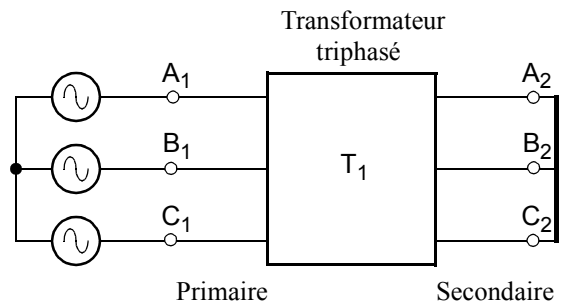 Transformateur
triphasé
A1
A2
B1
B2
T1
C1
C2
Primaire
Secondaire